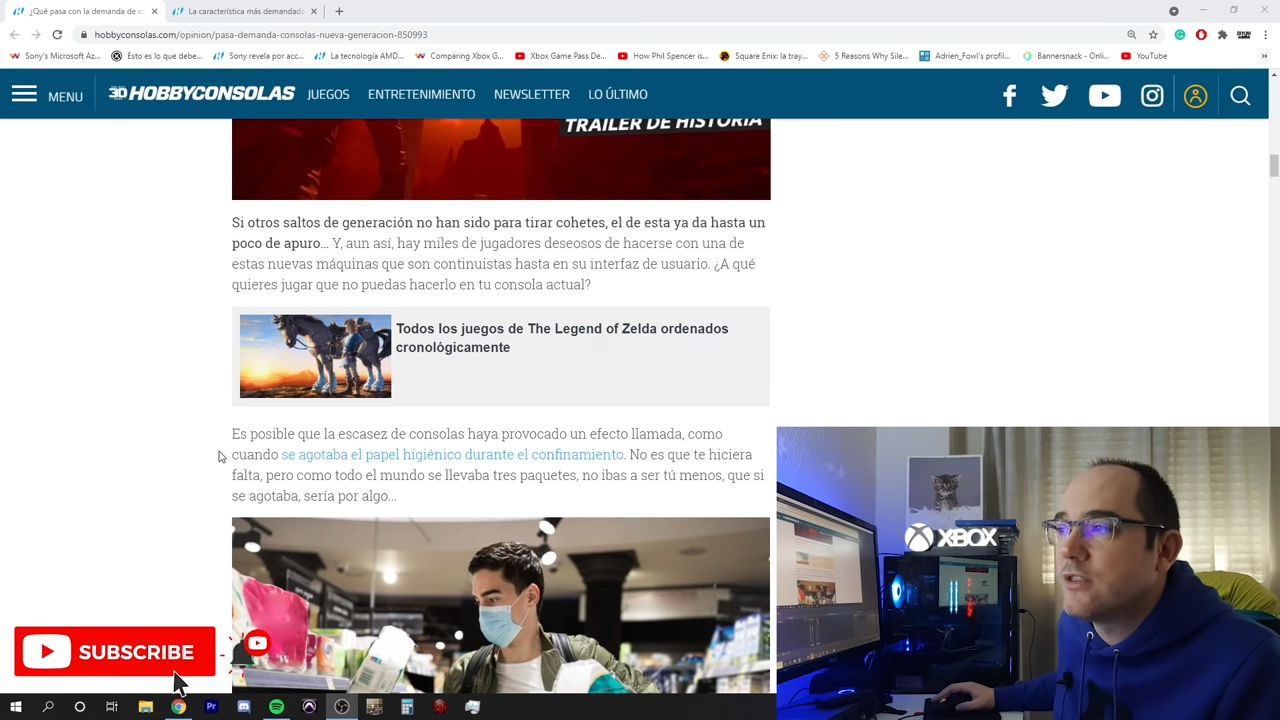 ¿Qué pasa con la demanda de co
La característica más demandada
hobbyconsolas.com/opinion/pasa-demanda-consolas-nueva-generacion-850993
Sony's Microsoft Az...
Esto es lo que debe...
Sony revela por acc...
La tecnología AMD...
Comparing Xbox G...
Xbox Game Pass De...
How Phil Spencer is...
Square Enix: la tray...
5 Reasons Why Sile...
Adrien_Fowl's profil...
Bannersnack - Onli...
YouTube
MENU
HOBBYCONSOLAS
JUEGOS
ENTRETENIMIENTO
NEWSLETTER
LO ÚLTIMO
TRÁILER DE HISTORIA
Si otros saltos de generación no han sido para tirar cohetes, el de esta ya da hasta un
poco de apuro... Y, aun así, hay miles de jugadores deseosos de hacerse con una de
estas nuevas máquinas que son continuistas hasta en su interfaz de usuario. ¿A qué
quieres jugar que no puedas hacerlo en tu consola actual?
Todos los juegos de The Legend of Zelda ordenados
cronológicamente
Es posible que la escasez de consolas haya provocado un efecto llamada, como
cuando se agotaba el papel higiénico durante el confinamiento. No es que te hiciera
falta, pero como todo el mundo se llevaba tres paquetes, no ibas a ser tú menos, que si
se agotaba, sería por algo...
XBOX
SUBSCRIBE